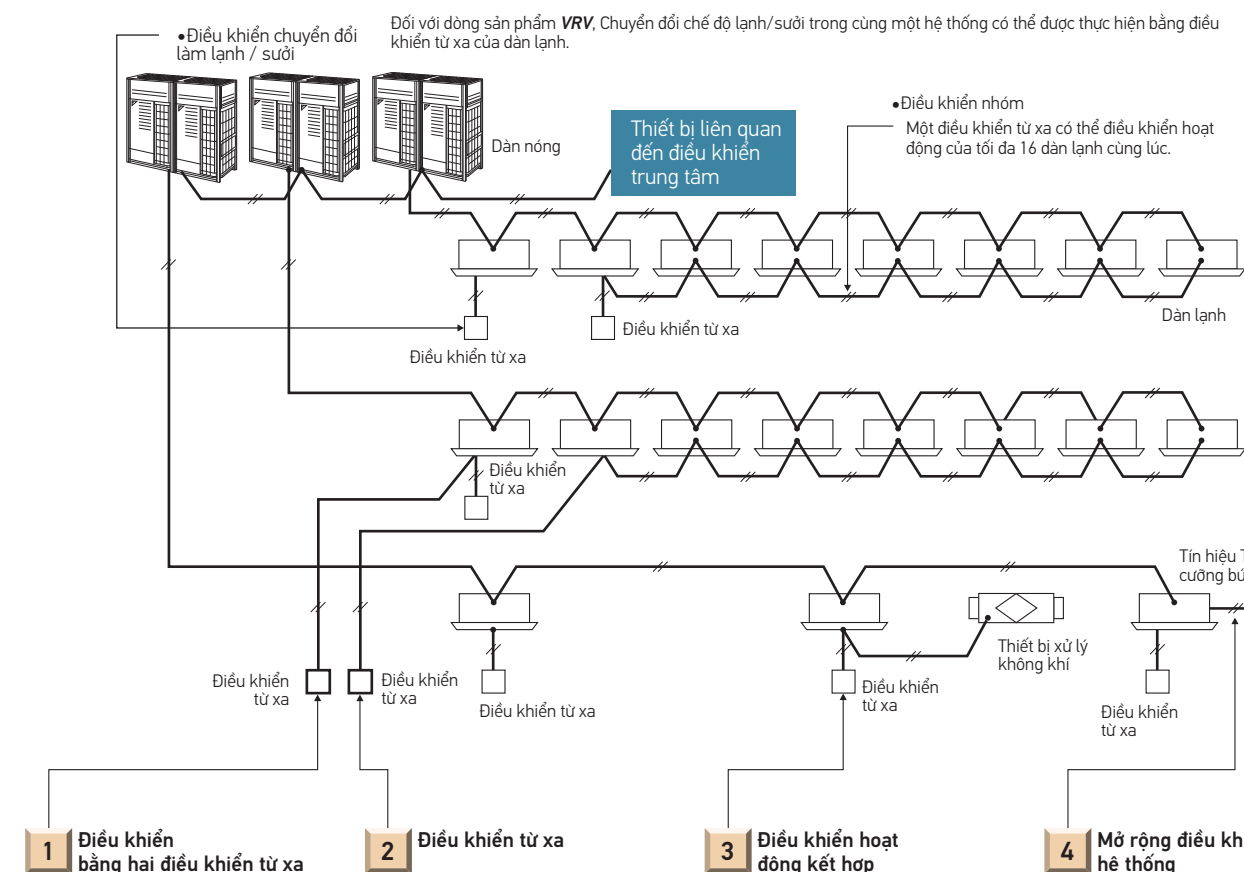 Đối với dòng sản phẩm VRV, Chuyển đổi chế độ lạnh/sưởi trong cùng một hệ thống có thể được thực hiện bằng điều
khiển từ xa của dàn lạnh.
•Điều khiển chuyển đổi
làm lạnh / sưởi
Dàn nóng
Thiết bị liên quan
đến điều khiển
trung tâm
•Điều khiển nhóm
Một điều khiển từ xa có thể điều khiển hoạt
động của tối đa 16 dàn lạnh cùng lúc.
Dàn lạnh
Điều khiển từ xa
Điều khiển từ xa
Điều khiển
từ xa
Tín hiệu
cưỡng
Thiết bị xử lý
không khí
Điều khiển
từ xa
Điều khiển
từ xa
Điều khiển từ xa
Điều khiển
từ xa
Điều khiển
từ xa
1 Điều khiển
bằng hai điều khiển từ xa
2 Điều khiển từ xa
3 Điều khiển hoạt
động kết hợp
4 Mở rộng điều
hệ thống